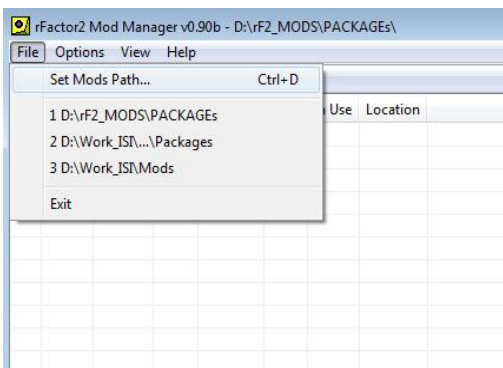 rFactor2 Mod Manager v0.90b - D:\rF2_MODS\PACKAGEs\
File Options View Help
Set Mods Path... Ctrl+D
Use Location
1 D:\rF2_MODS\PACKAGEs
2 D:\Work_ISI\...\Packages
3 D:\Work_ISI\Mods
Exit